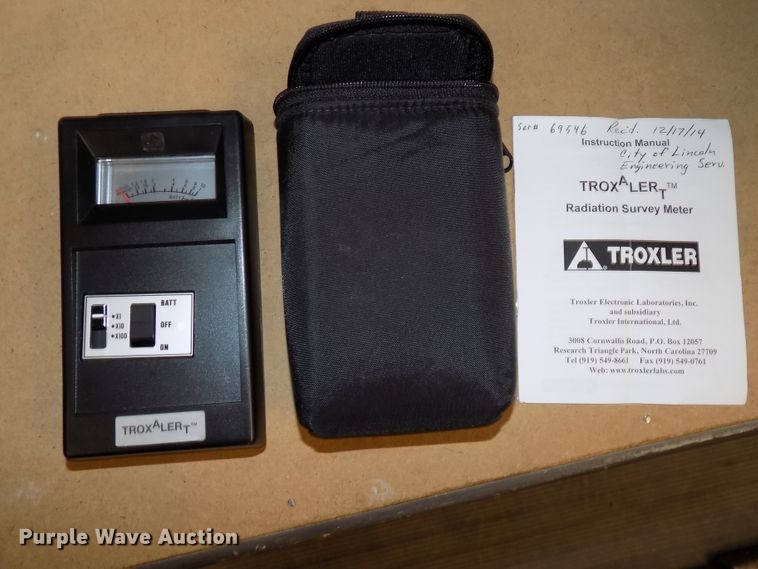 BATT
OFF
ON
X1
X10
X100
TROXALERT™
Ser# 69546 Rec'd. 12/17/14
Instruction Manual
City of Lincoln
Engineering Serv.
TROXALERT™
Radiation Survey Meter
TROXLER
Troxler Electronic Laboratories, Inc.
and subsidiary
Troxler International, Ltd.
3008 Cornwallis Road, P.O. Box 12057
Research Triangle Park, North Carolina 27709
Tel (919) 549-8661 Fax (919) 549-0761
Web: www.troxlerlabs.com
Purple Wave Auction